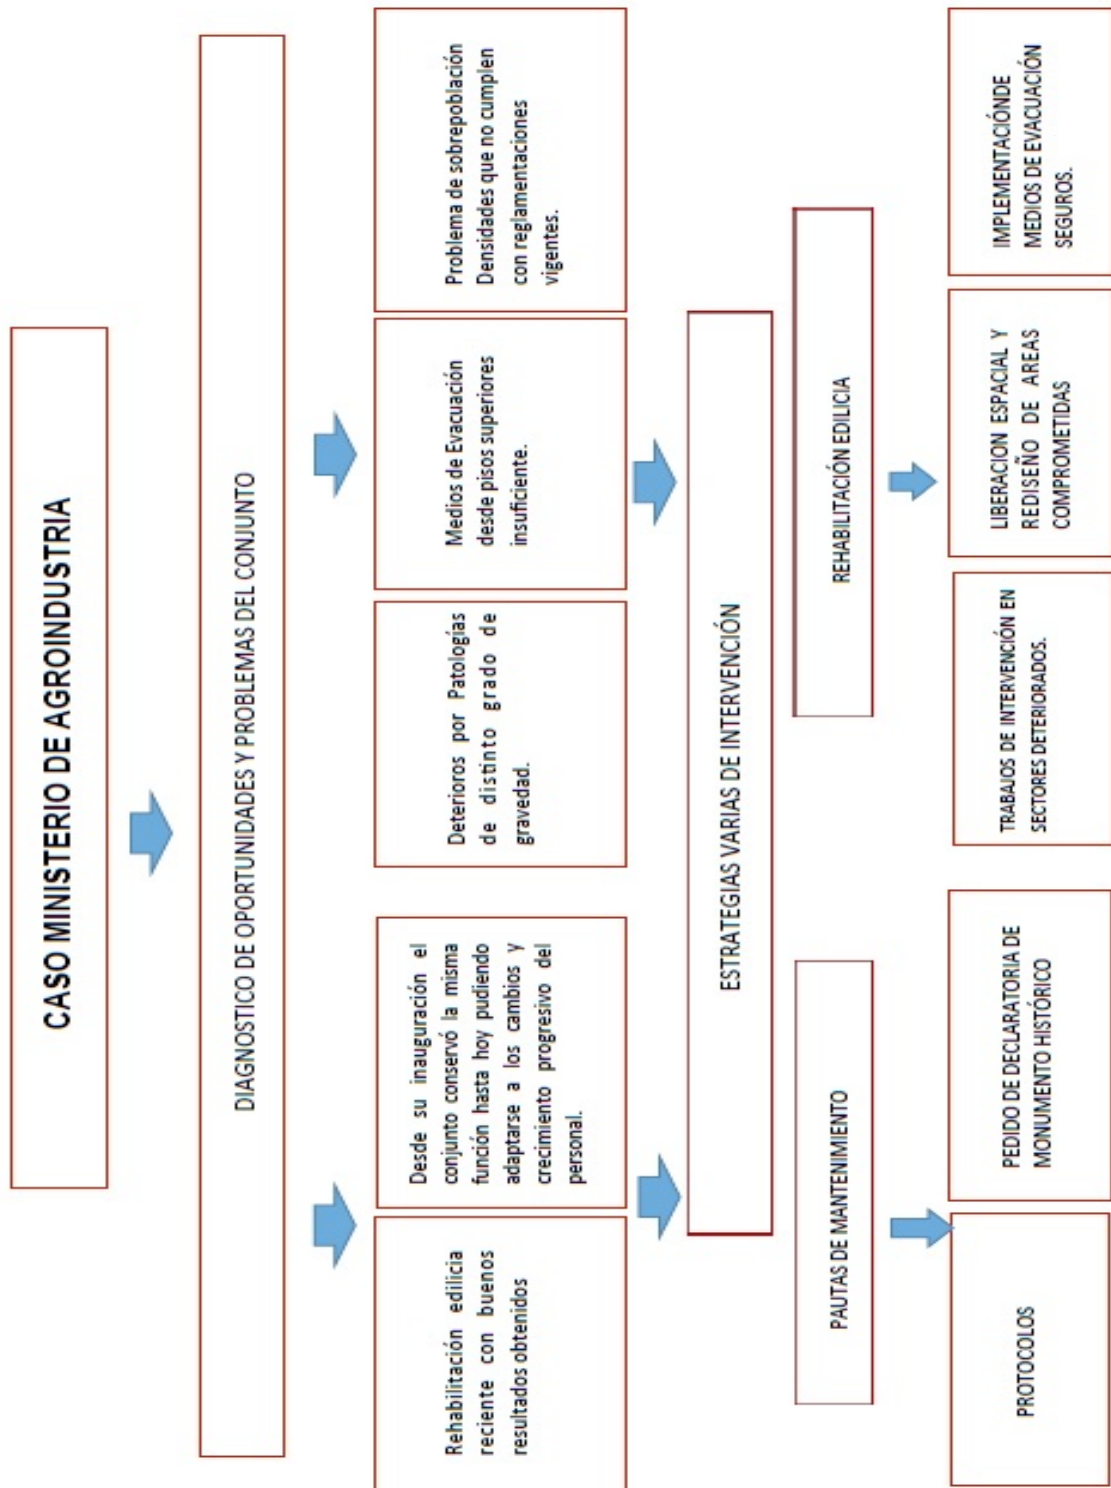 CASO MINISTERIO DE AGROINDUSTRIA
DIAGNOSTICO DE OPORTUNIDADES Y PROBLEMAS DEL CONJUNTO
Rehabilitación edilicia
reciente con buenos
resultados obtenidos
Desde su inauguración el
conjunto conservó la misma
función hasta hoy pudiendo
adaptarse a los cambios y
crecimiento progresivo del
personal.
Deterioros por Patologías
de distinto grado de
gravedad.
Medios de Evacuación
desde pisos superiores
insuficiente.
Problema de sobrepoblación
Densidades que no cumplen
con reglamentaciones
vigentes.
ESTRATEGIAS VARIAS DE INTERVENCIÓN
PAUTAS DE MANTENIMIENTO
REHABILITACIÓN EDILICIA
PROTOCOLOS
PEDIDO DE DECLARATORIA DE
MONUMENTO HISTÓRICO
TRABAJOS DE INTERVENCIÓN EN
SECTORES DETERIORADOS.
LIBERACION ESPACIAL Y
REDISEÑO DE AREAS
COMPROMETIDAS
IMPLEMENTACIÓNDE
MEDIOS DE EVACUACIÓN
SEGUROS.